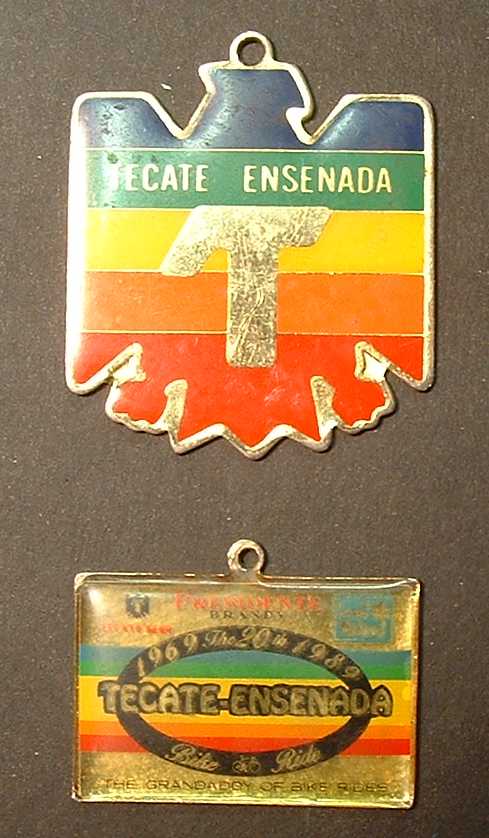 TECATE ENSENADA
T
PRESIDENTE
BRANDY
1969 The 20th 1989
TECATE-ENSENADA
Bike Ride
THE GRANDADDY OF BIKE RIDES